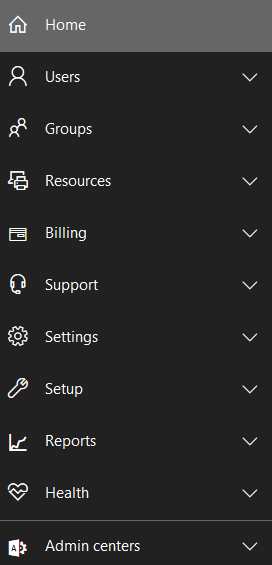 Home
Users
Groups
Resources
Billing
Support
Settings
Setup
Reports
Health
Admin centers